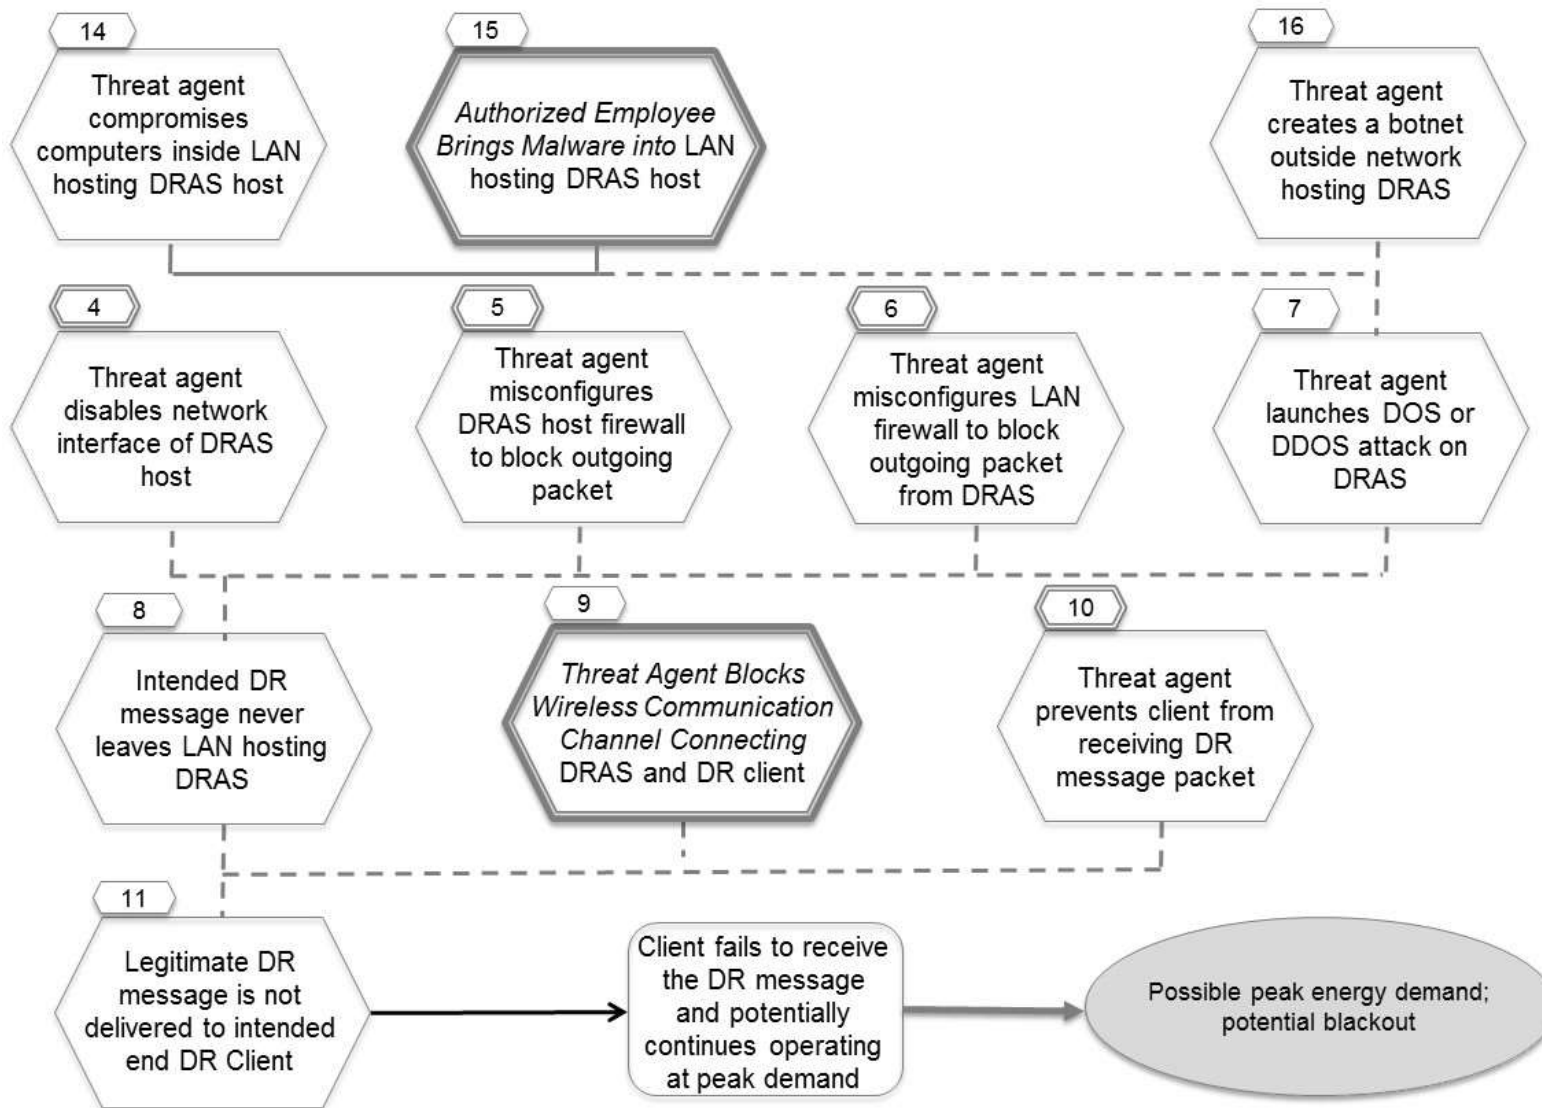 14
Threat agent
compromises
computers inside LAN
hosting DRAS host
15
Authorized Employee
Brings Malware into LAN
hosting DRAS host
16
Threat agent
creates a botnet
outside network
hosting DRAS
4
Threat agent
disables network
interface of DRAS
host
5
Threat agent
misconfigures
DRAS host firewall
to block outgoing
packet
6
Threat agent
misconfigures LAN
firewall to block
outgoing packet
from DRAS
7
Threat agent
launches DOS or
DDOS attack on
DRAS
8
Intended DR
message never
leaves LAN hosting
DRAS
9
Threat Agent Blocks
Wireless Communication
Channel Connecting
DRAS and DR client
10
Threat agent
prevents client from
receiving DR
message packet
11
Legitimate DR
message is not
delivered to intended
end DR Client
Client fails to receive
the DR message
and potentially
continues operating
at peak demand
Possible peak energy demand;
potential blackout